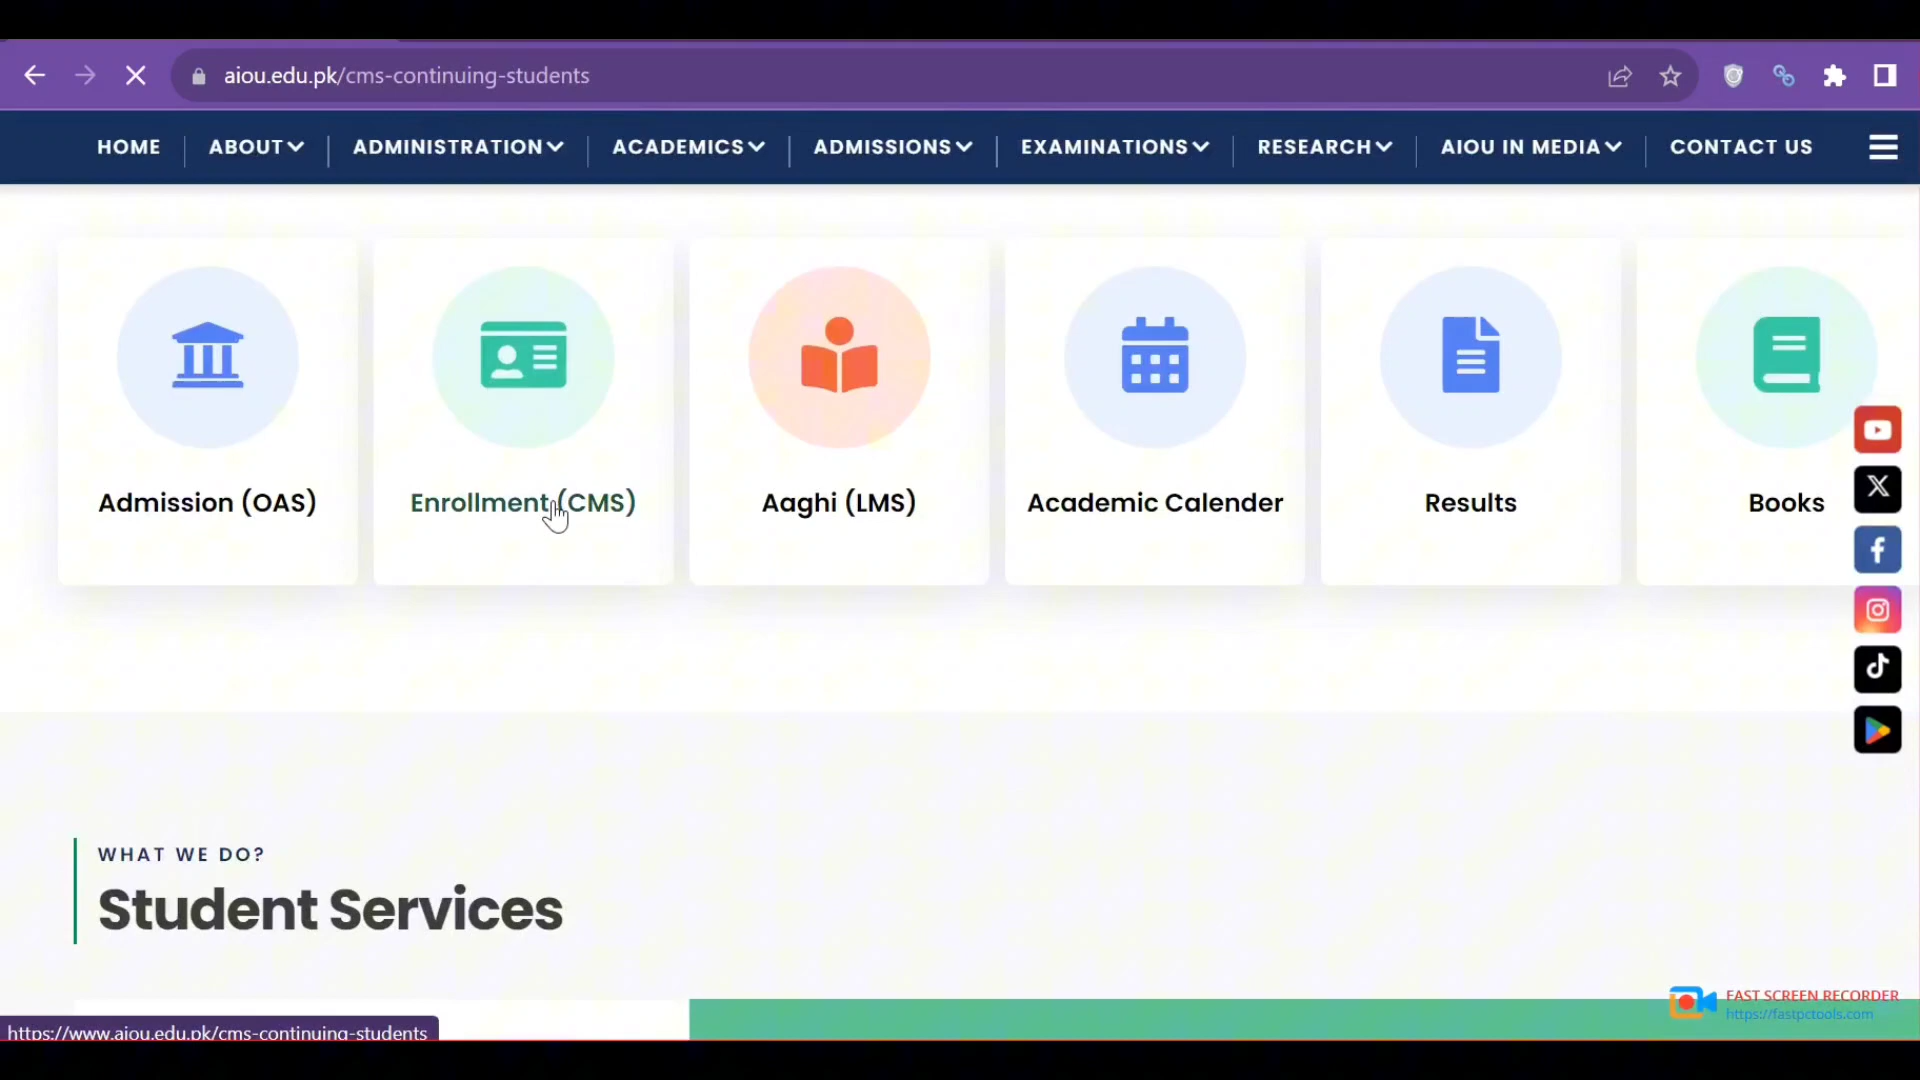 aiou.edu.pk/cms-continuing-students
HOME ABOUT ADMINISTRATION ACADEMICS ADMISSIONS EXAMINATIONS RESEARCH AIOU IN MEDIA CONTACT US
Admission (OAS) Enrollment (CMS) Aaghi (LMS) Academic Calender Results Books
WHAT WE DO?
Student Services
FAST SCREEN RECORDER
https://fastpctools.com
https://www.aiou.edu.pk/cms-continuing-students